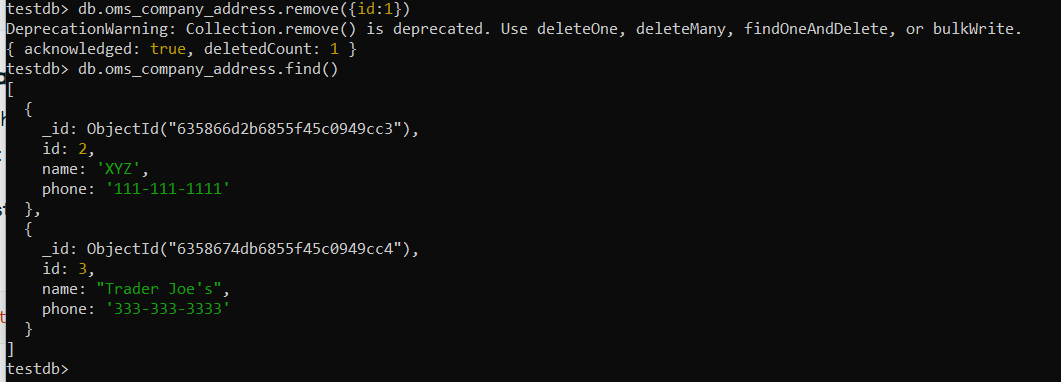 testdb> db.oms_company_address.remove({id:1})
DeprecationWarning: Collection.remove() is deprecated. Use deleteOne, deleteMany, findOneAndDelete, or bulkWrite.
{ acknowledged: true, deletedCount: 1 }
testdb> db.oms_company_address.find()
[
  {
    _id: ObjectId("635866d2b6855f45c0949cc3"),
    id: 2,
    name: 'XYZ',
    phone: '111-111-1111'
  },
  {
    _id: ObjectId("6358674db6855f45c0949cc4"),
    id: 3,
    name: "Trader Joe's",
    phone: '333-333-3333'
  }
]
testdb>